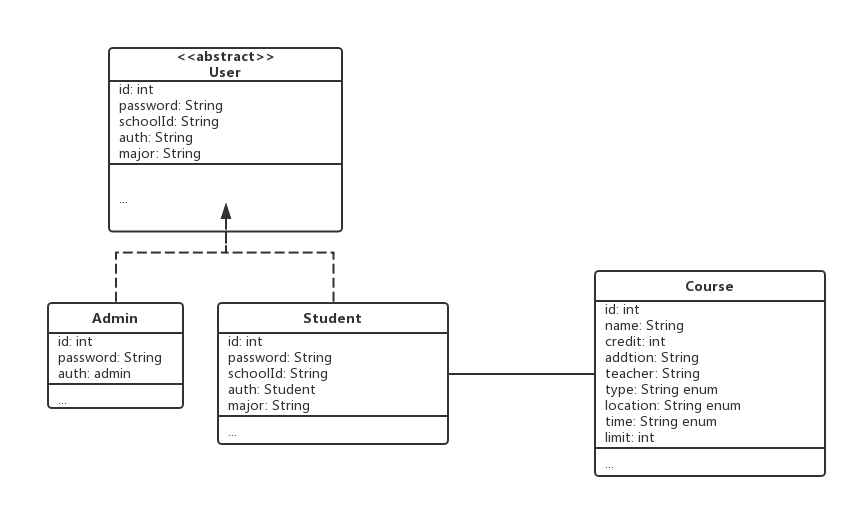 <<abstract>>
User
id: int
password: String
schoolId: String
auth: String
major: String
...
Admin
id: int
password: String
auth: admin
...
Student
id: int
password: String
schoolId: String
auth: Student
major: String
...
Course
id: int
name: String
credit: int
addtion: String
teacher: String
type: String enum
location: String enum
time: String enum
limit: int
...